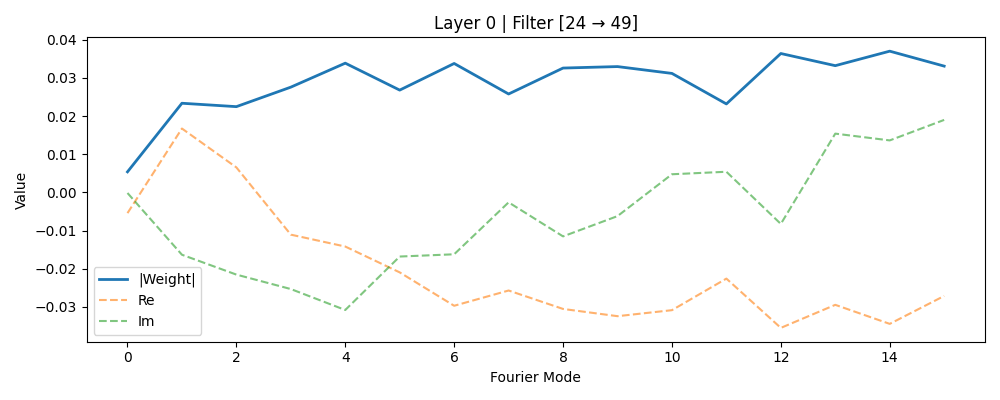 Layer 0 | Filter [24 → 49]
0.04
0.03
0.02
0.01
0.00
−0.01
−0.02
−0.03
Value
|Weight|
Re
Im
0 2 4 6 8 10 12 14
Fourier Mode